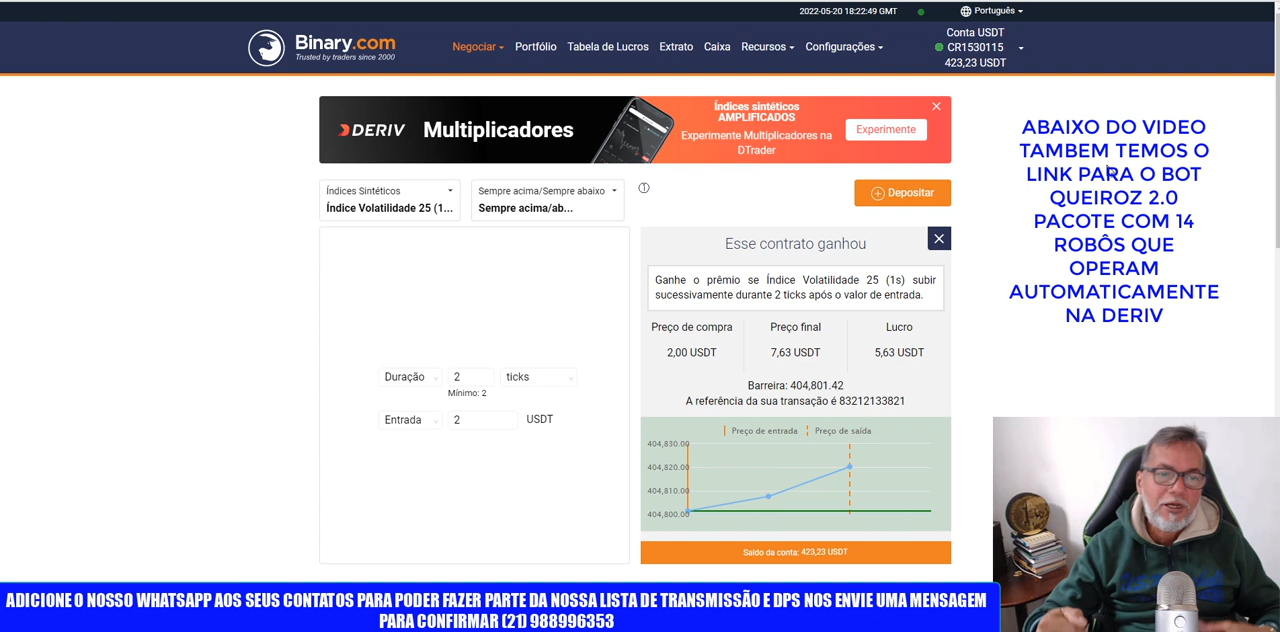 2022-05-20 18:22:49 GMT
Português
Binary.com
Trusted by traders since 2000
Negociar
Portfólio
Tabela de Lucros
Extrato
Caixa
Recursos
Configurações
Conta USDT
CR1530115
423,23 USDT
DERIV
Multiplicadores
Índices sintéticos
AMPLIFICADOS
Experimente Multiplicadores na
DTrader
Experimente
Índices Sintéticos
Índice Volatilidade 25 (1...
Sempre acima/Sempre abaixo
Sempre acima/ab...
Depositar
Duração
2
ticks
Mínimo: 2
Entrada
2
USDT
Esse contrato ganhou
Ganhe o prêmio se Índice Volatilidade 25 (1s) subir
sucessivamente durante 2 ticks após o valor de entrada.
Preço de compra
Preço final
Lucro
2,00 USDT
7,63 USDT
5,63 USDT
Barreira: 404,801.42
A referência da sua transação é 83212133821
Preço de entrada
Preço de saída
404,830.00
404,820.00
404,810.00
404,800.00
Saldo da conta: 423,23 USDT
ABAIXO DO VIDEO
TAMBEM TEMOS O
LINK PARA O BOT
QUEIROZ 2.0
PACOTE COM 14
ROBÔS QUE
OPERAM
AUTOMATICAMENTE
NA DERIV
ADICIONE O NOSSO WHATSAPP AOS SEUS CONTATOS PARA PODER FAZER PARTE DA NOSSA LISTA DE TRANSMISSÃO E DPS NOS ENVIE UMA MENSAGEM
PARA CONFIRMAR (21) 988996353